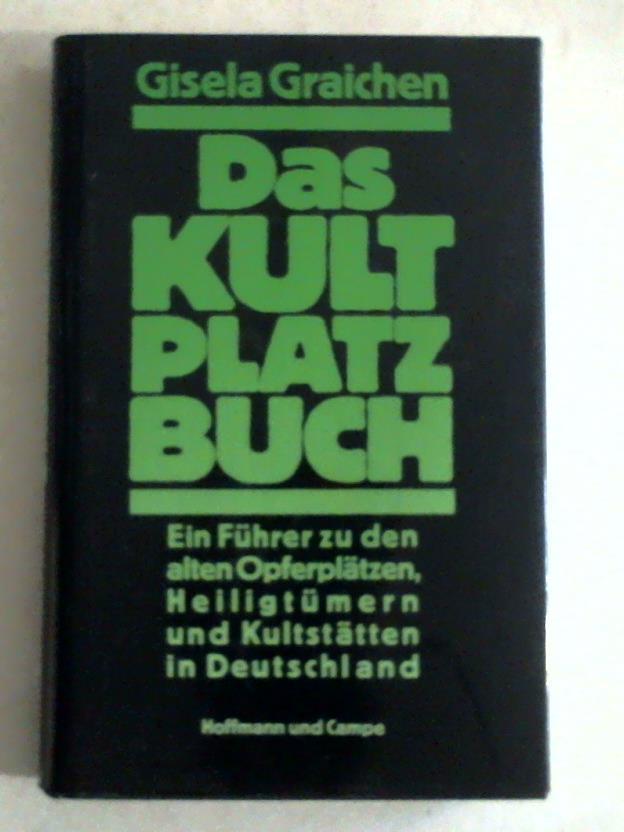 Gisela Graichen
Das
KULT
PLATZ
BUCH
Ein Führer zu den
alten Opferplätzen,
Heiligtümern
und Kultstätten
in Deutschland
Hoffmann und Campe